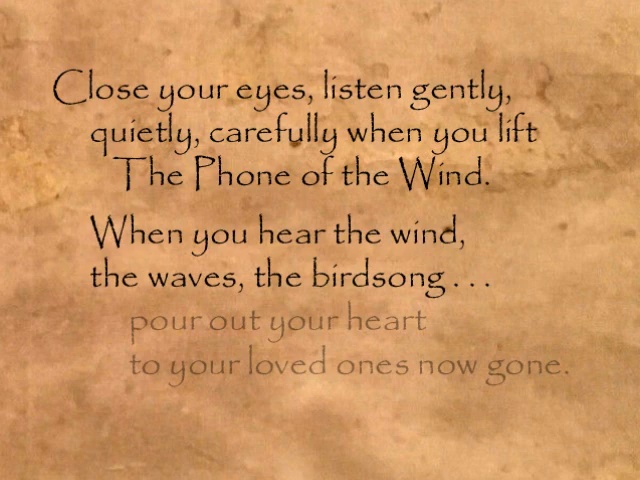 Close your eyes, listen gently,
quietly, carefully when you lift
The Phone of the Wind.
When you hear the wind,
the waves, the birdsong . . .
pour out your heart
to your loved ones now gone.